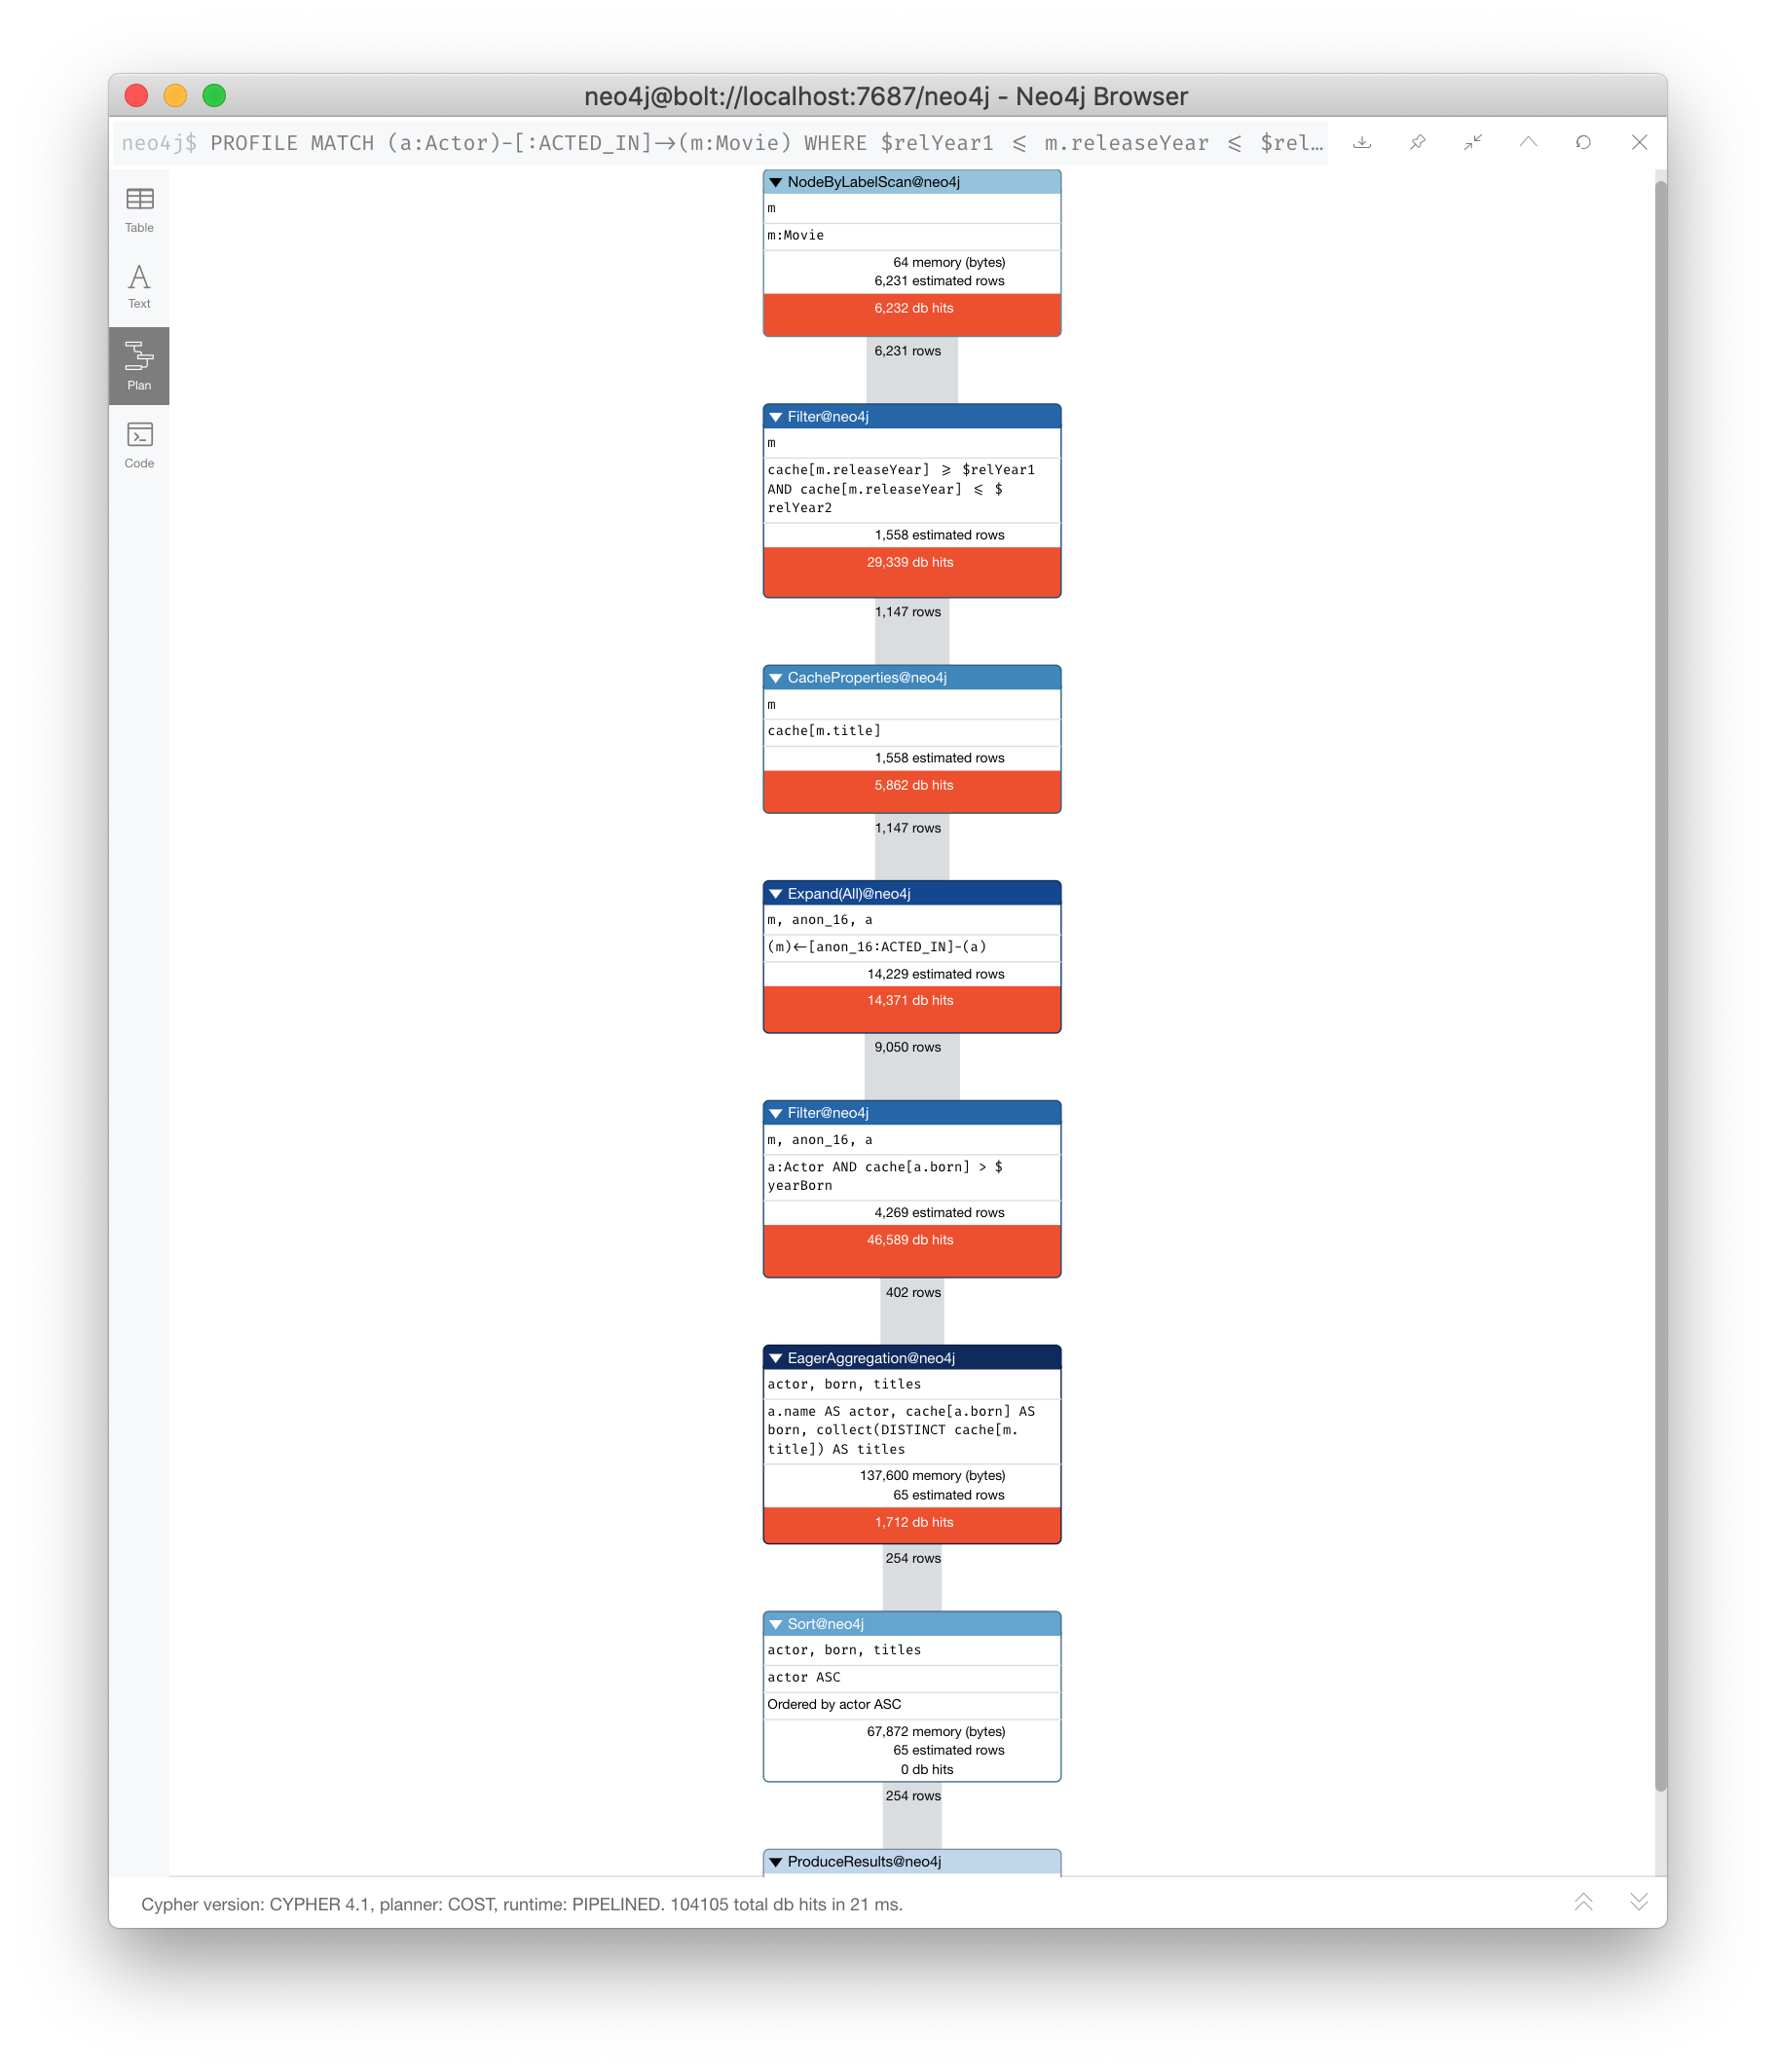 neo4j@bolt://localhost:7687/neo4j - Neo4j Browser
neo4j$ PROFILE MATCH (a:Actor)-[:ACTED_IN]→(m:Movie) WHERE $relYear1 ⩽ m.releaseYear ⩽ $rel…
Table
Text
Plan
Code
NodeByLabelScan@neo4j
m
m:Movie
64 memory (bytes)
6,231 estimated rows
6,232 db hits
6,231 rows
Filter@neo4j
m
cache[m.releaseYear] ⩾ $relYear1
AND cache[m.releaseYear] ⩽ $
relYear2
1,558 estimated rows
29,339 db hits
1,147 rows
CacheProperties@neo4j
m
cache[m.title]
1,558 estimated rows
5,862 db hits
1,147 rows
Expand(All)@neo4j
m, anon_16, a
(m)←[anon_16:ACTED_IN]-(a)
14,229 estimated rows
14,371 db hits
9,050 rows
Filter@neo4j
m, anon_16, a
a:Actor AND cache[a.born] > $
yearBorn
4,269 estimated rows
46,589 db hits
402 rows
EagerAggregation@neo4j
actor, born, titles
a.name AS actor, cache[a.born] AS
born, collect(DISTINCT cache[m.
title]) AS titles
137,600 memory (bytes)
65 estimated rows
1,712 db hits
254 rows
Sort@neo4j
actor, born, titles
actor ASC
Ordered by actor ASC
67,872 memory (bytes)
65 estimated rows
0 db hits
254 rows
ProduceResults@neo4j
Cypher version: CYPHER 4.1, planner: COST, runtime: PIPELINED. 104105 total db hits in 21 ms.